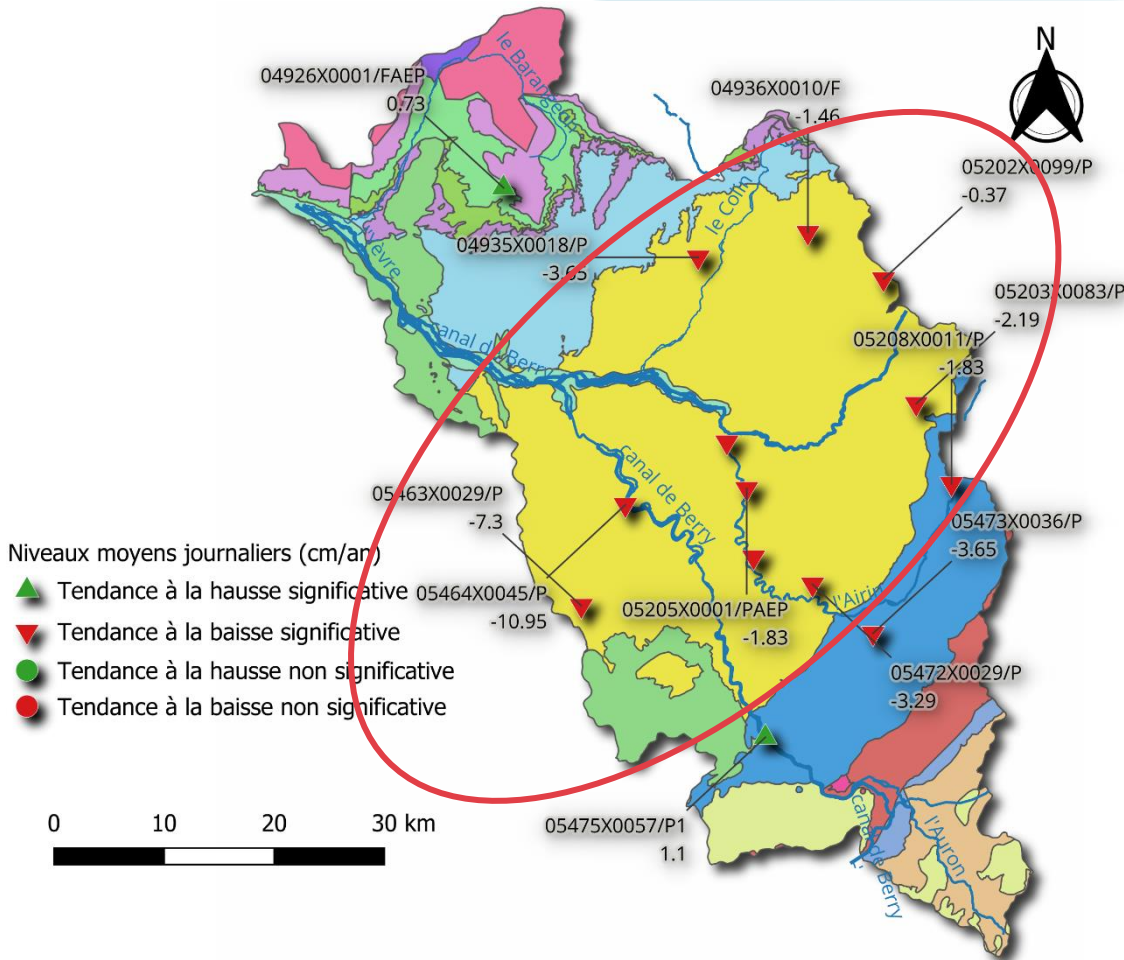 N
le Barangeon
04926X0001/FAEP
0.73
04936X0010/F
-1.46
05202X0099/P
-0.37
le Colin
04935X0018/P
-3.65
05203X0083/P
-2.19
canal de Berry
05208X0011/P
-1.83
canal de Berry
05463X0029/P
-7.3
05473X0036/P
-3.65
Niveaux moyens journaliers (cm/an)
Tendance à la hausse significative
Tendance à la baisse significative
Tendance à la hausse non significative
Tendance à la baisse non significative
05464X0045/P
-10.95
05205X0001/PAEP
-1.83
l'Airin
05472X0029/P
-3.29
0 10 20 30 km
05475X0057/P1
1.1
canal de Berry
l'Auron